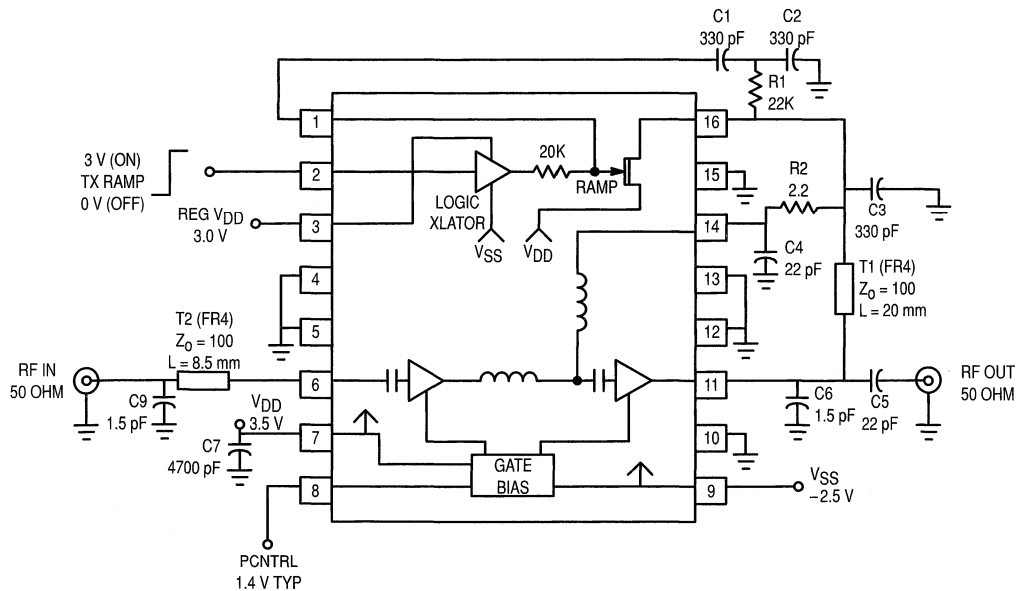 C1
330 pF
C2
330 pF
R1
22K
1
16
3 V (ON)
TX RAMP
0 V (OFF)
2
20K
RAMP
15
R2
2.2
LOGIC
XLATOR
REG VDD
3.0 V
3
VSS
VDD
14
C3
330 pF
C4
22 pF
4
13
T1 (FR4)
Z0 = 100
L = 20 mm
T2 (FR4)
Z0 = 100
L = 8.5 mm
5
12
RF IN
50 OHM
6
11
RF OUT
50 OHM
C9
1.5 pF
C6
1.5 pF
C5
22 pF
VDD
3.5 V
C7
4700 pF
7
10
GATE
BIAS
8
9
VSS
–2.5 V
PCNTRL
1.4 V TYP